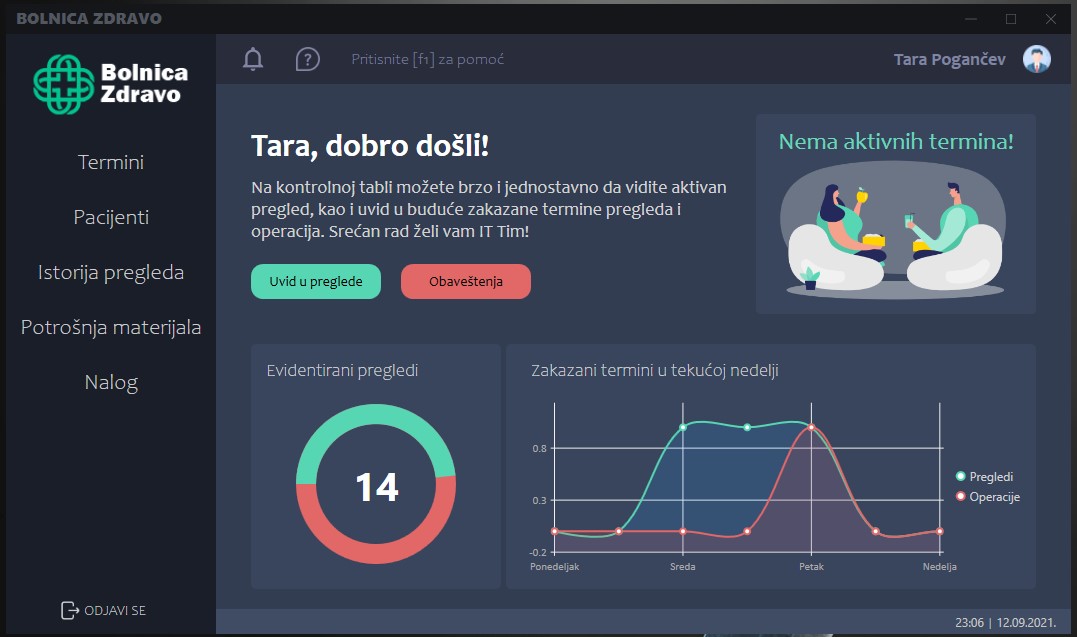 BOLNICA ZDRAVO
Bolnica
Zdravo
Pritisnite [f1] za pomoć
Tara Pogančev
Termini
Pacijenti
Istorija pregleda
Potrošnja materijala
Nalog
ODJAVI SE
Tara, dobro došli!
Na kontrolnoj tabli možete brzo i jednostavno da vidite aktivan
pregled, kao i uvid u buduće zakazane termine pregleda i
operacija. Srećan rad želi vam IT Tim!
Uvid u preglede
Obaveštenja
Nema aktivnih termina!
Evidentirani pregledi
14
Zakazani termini u tekućoj nedelji
0.8
0.3
-0.2
Ponedeljak
Sreda
Petak
Nedelja
Pregledi
Operacije
23:06 | 12.09.2021.